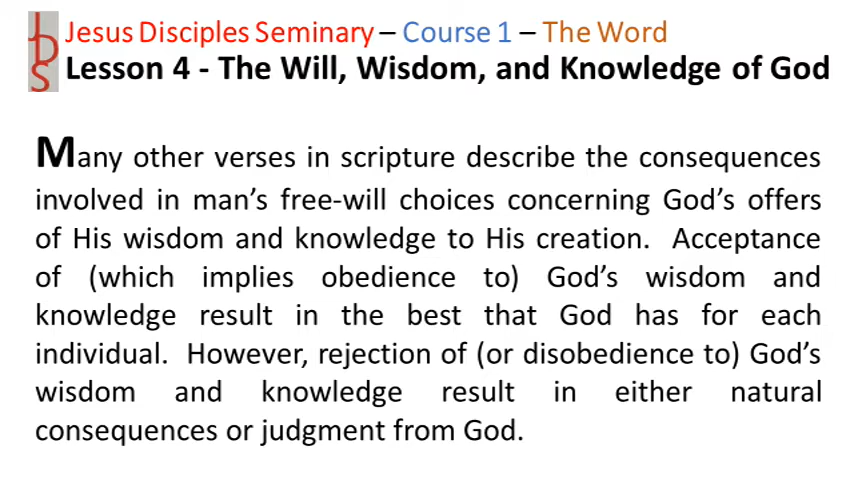 JDS
Jesus Disciples Seminary – Course 1 – The Word
Lesson 4 - The Will, Wisdom, and Knowledge of God
Many other verses in scripture describe the consequences
involved in man’s free-will choices concerning God’s offers
of His wisdom and knowledge to His creation. Acceptance
of (which implies obedience to) God’s wisdom and
knowledge result in the best that God has for each
individual. However, rejection of (or disobedience to) God’s
wisdom and knowledge result in either natural
consequences or judgment from God.